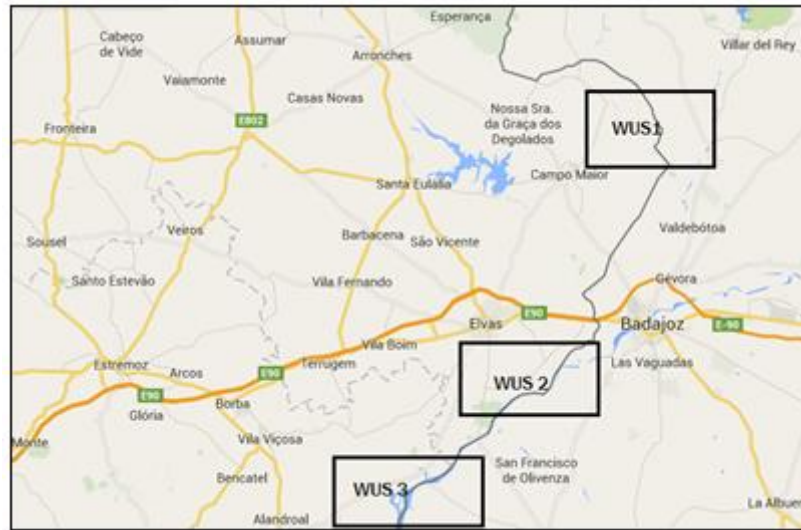 Esperança
Cabeço
de Vide
Assumar
Villar del Rey
Arronches
Vaiamonte
Casas Novas
Nossa Sra.
da Graça dos
Degolados
WUS1
E802
Fronteira
Santa Eulália
Campo Maior
Valdebótoa
Veiros
Barbacena
São Vicente
Sousel
Santo Estevão
Vila Fernando
Gévora
E90
Elvas
Badajoz
E-90
Vila Boim
Terrugem
Las Vaguadas
Estremoz
Arcos
E90
WUS 2
E90
Borba
Glória
Monte
Vila Viçosa
San Francisco
de Olivenza
Bencatel
WUS 3
La Albuer
Alandroal